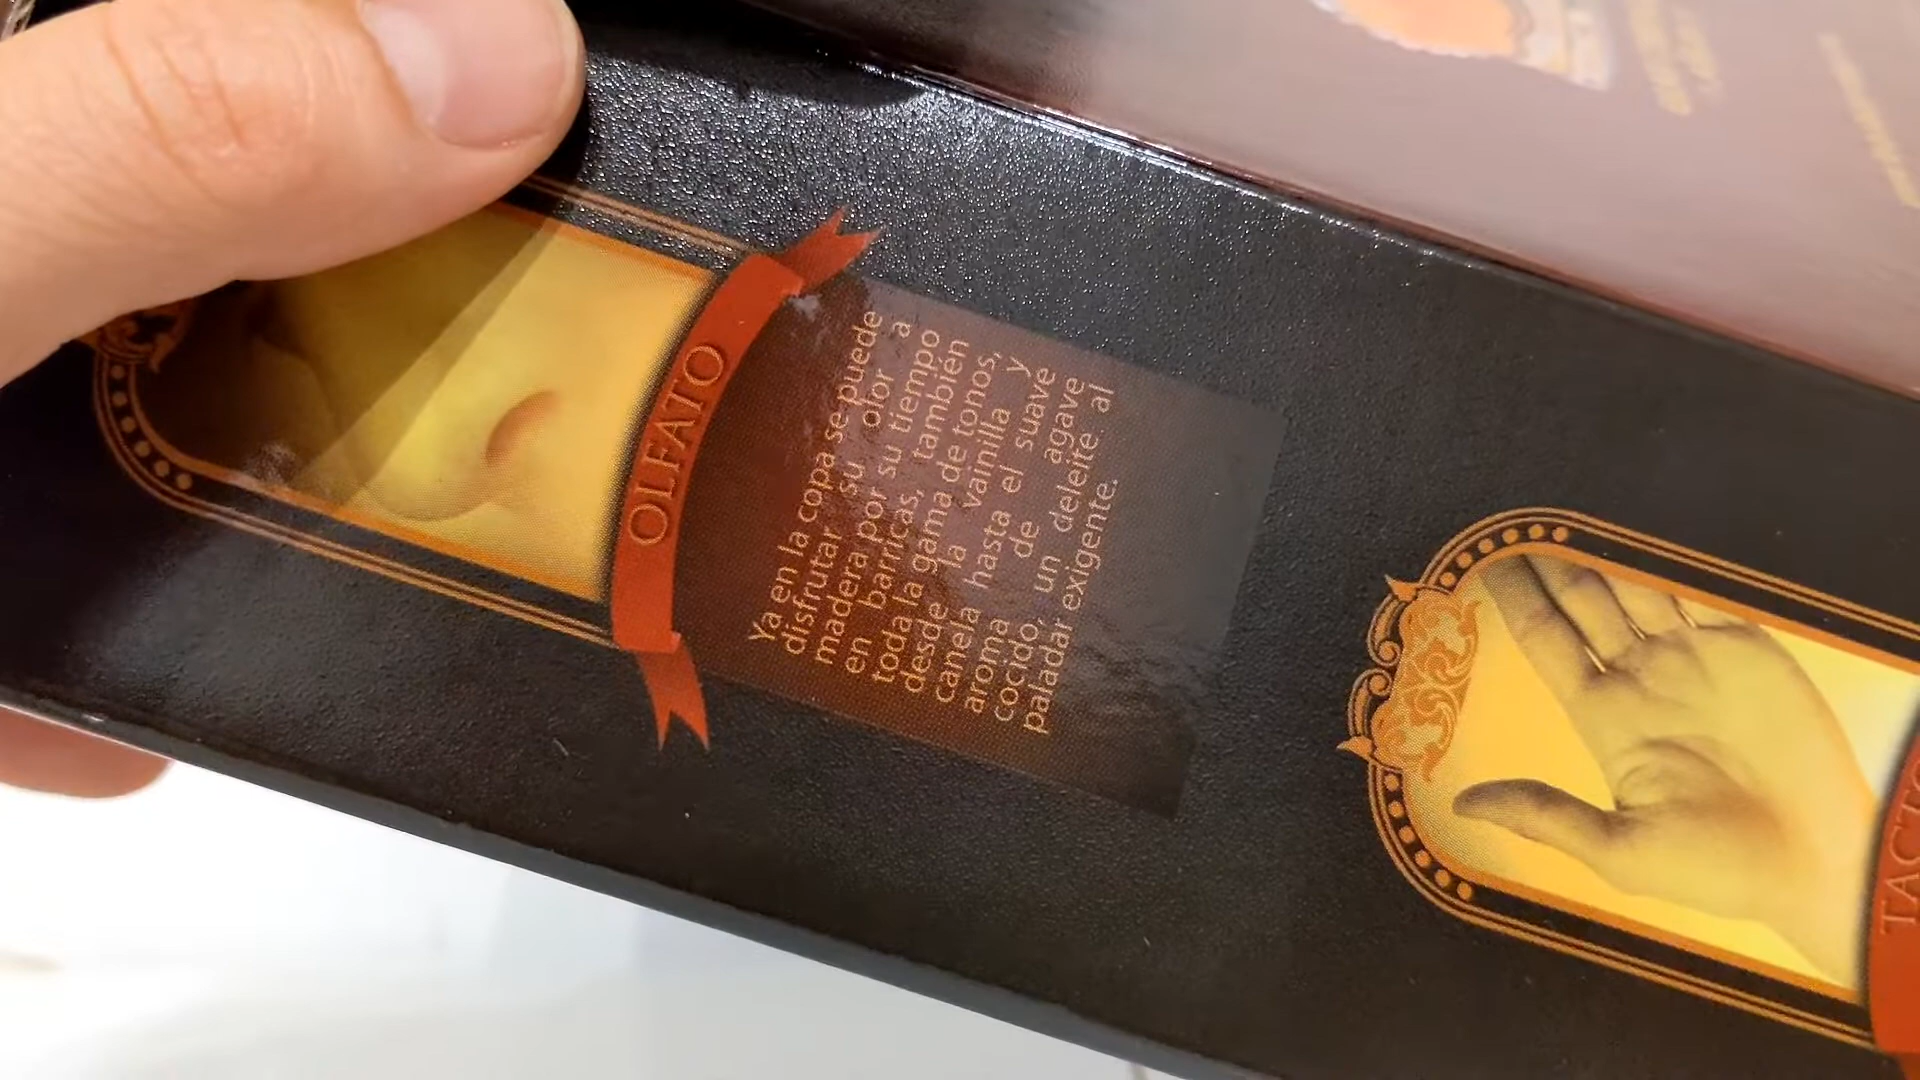 OLFATO
Ya en la copa se puede
disfrutar su olor a
madera por su tiempo
en barricas, también
toda la gama de tonos,
desde la vainilla y
canela hasta el suave
aroma de agave
cocido, un deleite al
paladar exigente.
TACTO